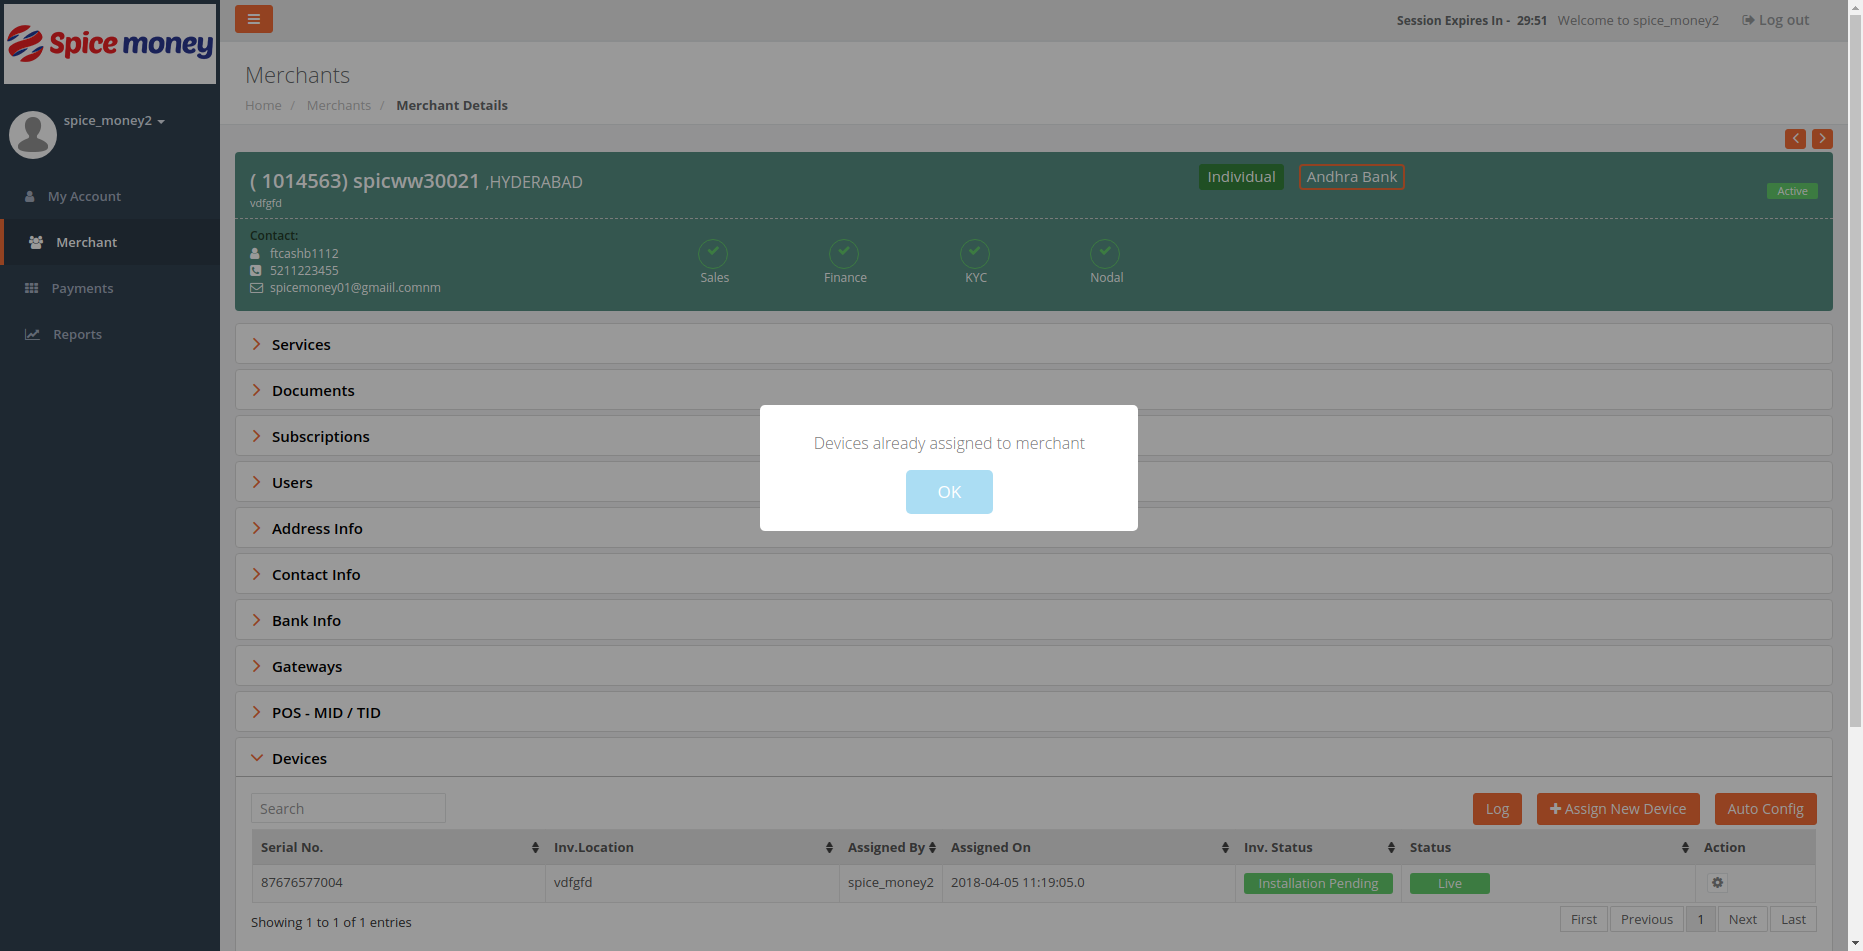 Spice money
Session Expires In - 29:51 Welcome to spice_money2 Log out
spice_money2
My Account
Merchant
Payments
Reports
Merchants
Home / Merchants / Merchant Details
( 1014563) spicww30021 ,HYDERABAD
vdfgfd
Individual Andhra Bank
Active
Contact:
ftcashb1112
5211223455
spicemoney01@gmaiil.comnm
Sales Finance KYC Nodal
Services
Documents
Subscriptions
Users
Address Info
Contact Info
Bank Info
Gateways
POS - MID / TID
Devices
Devices already assigned to merchant
OK
Search
Log Assign New Device Auto Config
Serial No. Inv.Location Assigned By Assigned On Inv. Status Status Action
87676577004 vdfgfd spice_money2 2018-04-05 11:19:05.0 Installation Pending Live
Showing 1 to 1 of 1 entries
First Previous 1 Next Last